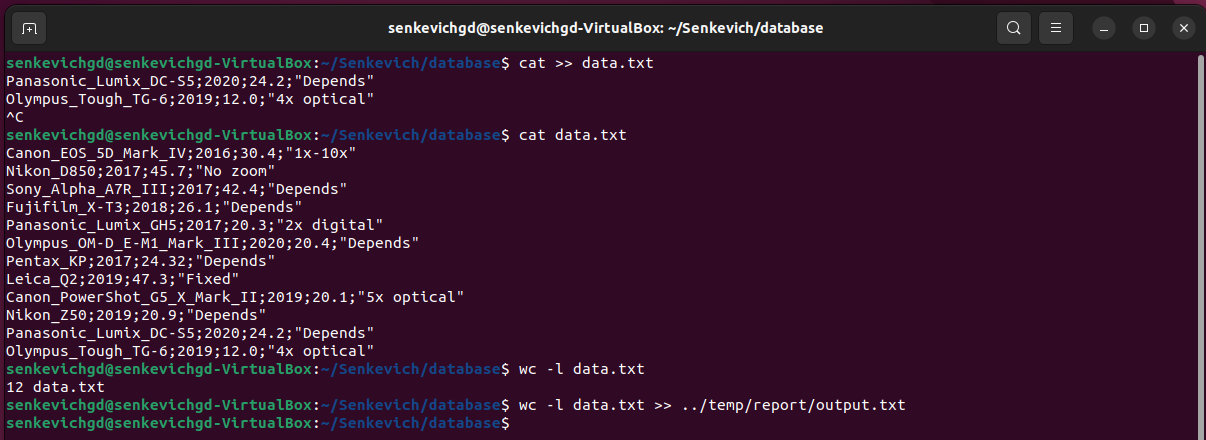 senkevichgd@senkevichgd-VirtualBox: ~/Senkevich/database
senkevichgd@senkevichgd-VirtualBox:~/Senkevich/database$ cat >> data.txt
Panasonic_Lumix_DC-S5;2020;24.2;"Depends"
Olympus_Tough_TG-6;2019;12.0;"4x optical"
^C
senkevichgd@senkevichgd-VirtualBox:~/Senkevich/database$ cat data.txt
Canon_EOS_5D_Mark_IV;2016;30.4;"1x-10x"
Nikon_D850;2017;45.7;"No zoom"
Sony_Alpha_A7R_III;2017;42.4;"Depends"
Fujifilm_X-T3;2018;26.1;"Depends"
Panasonic_Lumix_GH5;2017;20.3;"2x digital"
Olympus_OM-D_E-M1_Mark_III;2020;20.4;"Depends"
Pentax_KP;2017;24.32;"Depends"
Leica_Q2;2019;47.3;"Fixed"
Canon_PowerShot_G5_X_Mark_II;2019;20.1;"5x optical"
Nikon_Z50;2019;20.9;"Depends"
Panasonic_Lumix_DC-S5;2020;24.2;"Depends"
Olympus_Tough_TG-6;2019;12.0;"4x optical"
senkevichgd@senkevichgd-VirtualBox:~/Senkevich/database$ wc -l data.txt
12 data.txt
senkevichgd@senkevichgd-VirtualBox:~/Senkevich/database$ wc -l data.txt >> ../temp/report/output.txt
senkevichgd@senkevichgd-VirtualBox:~/Senkevich/database$